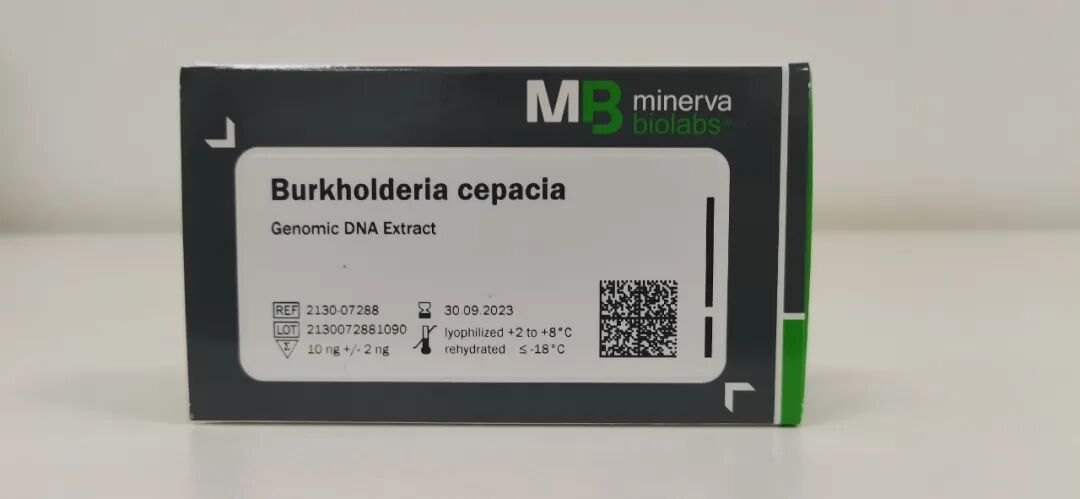 MB minerva
biolabs®
Burkholderia cepacia
Genomic DNA Extract
REF 2130-07288
LOT 2130072881090
Σ 10 ng +/- 2 ng
30.09.2023
lyophilized +2 to +8°C
rehydrated ≤ -18°C